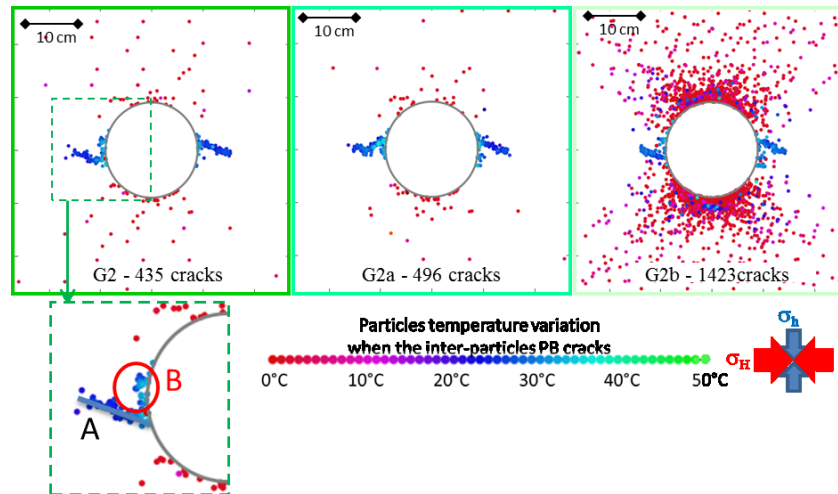 10 cm
10 cm
10 cm
G2 - 435 cracks
G2a - 496 cracks
G2b - 1423cracks
Particles temperature variation
when the inter-particles PB cracks
0°C 10°C 20°C 30°C 40°C 50°C
σh
σH
B
A